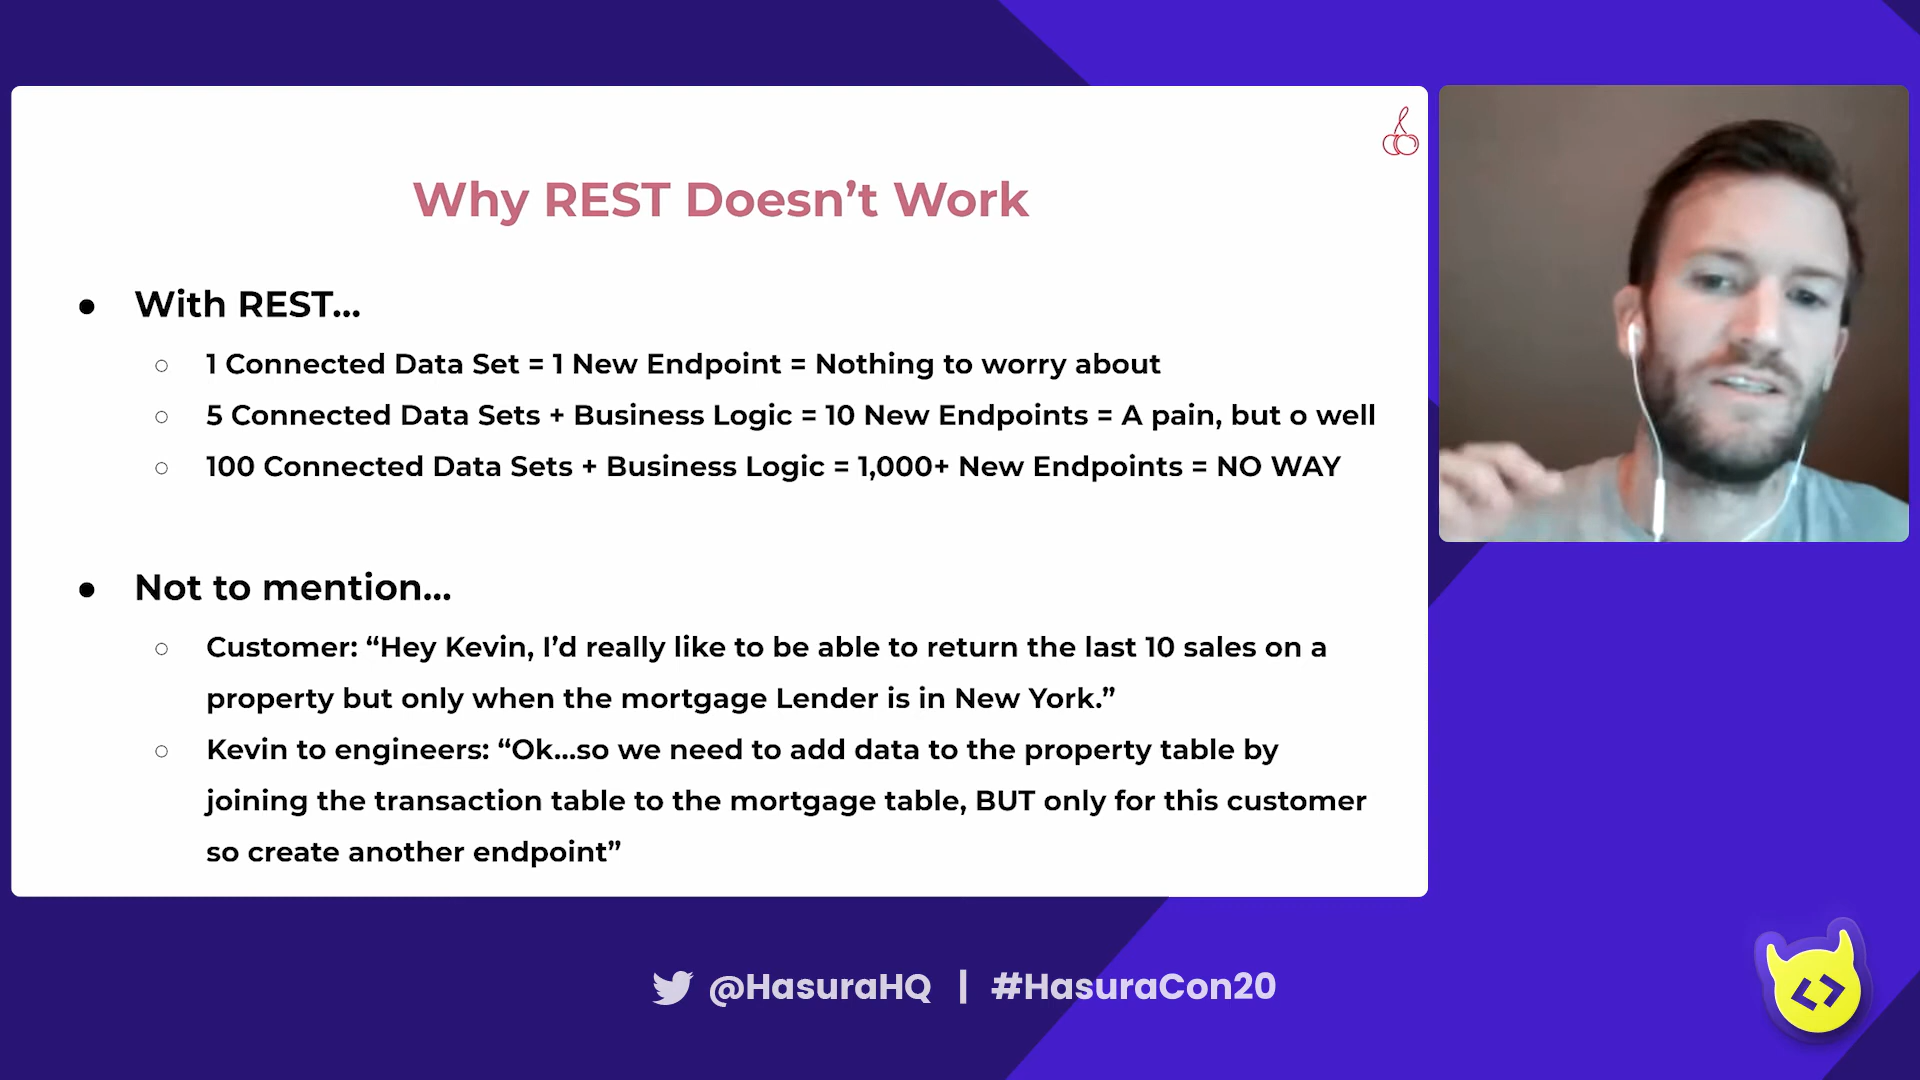 Why REST Doesn’t Work
● With REST...
○ 1 Connected Data Set = 1 New Endpoint = Nothing to worry about
○ 5 Connected Data Sets + Business Logic = 10 New Endpoints = A pain, but o well
○ 100 Connected Data Sets + Business Logic = 1,000+ New Endpoints = NO WAY
● Not to mention...
○ Customer: “Hey Kevin, I’d really like to be able to return the last 10 sales on a
property but only when the mortgage Lender is in New York.”
○ Kevin to engineers: “Ok...so we need to add data to the property table by
joining the transaction table to the mortgage table, BUT only for this customer
so create another endpoint”
@HasuraHQ | #HasuraCon20